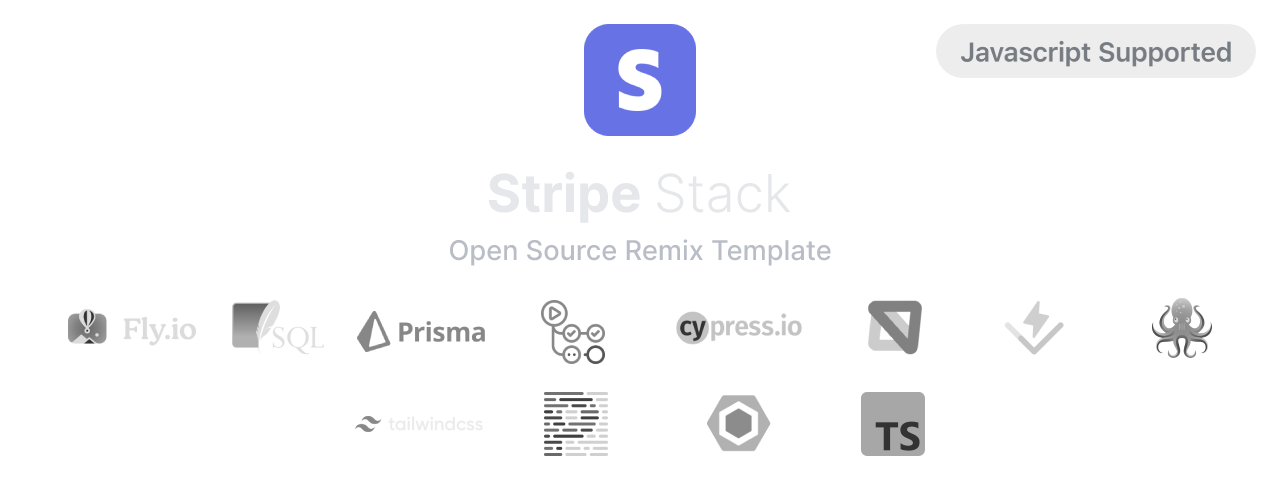 S
Javascript Supported
Stripe Stack
Open Source Remix Template
Fly.io
SQL
Prisma
cypress.io
tailwindcss
TS